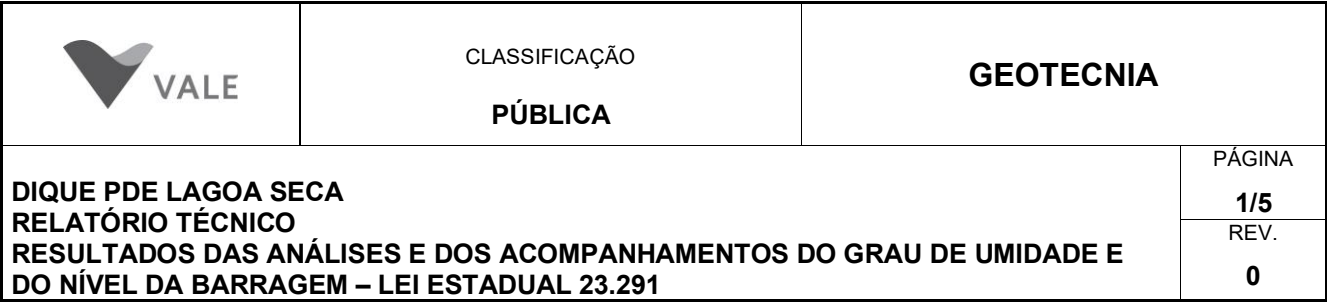 VALE
CLASSIFICAÇÃO
PÚBLICA
GEOTECNIA
DIQUE PDE LAGOA SECA
RELATÓRIO TÉCNICO
RESULTADOS DAS ANÁLISES E DOS ACOMPANHAMENTOS DO GRAU DE UMIDADE E
DO NÍVEL DA BARRAGEM – LEI ESTADUAL 23.291
PÁGINA
1/5
REV.
0